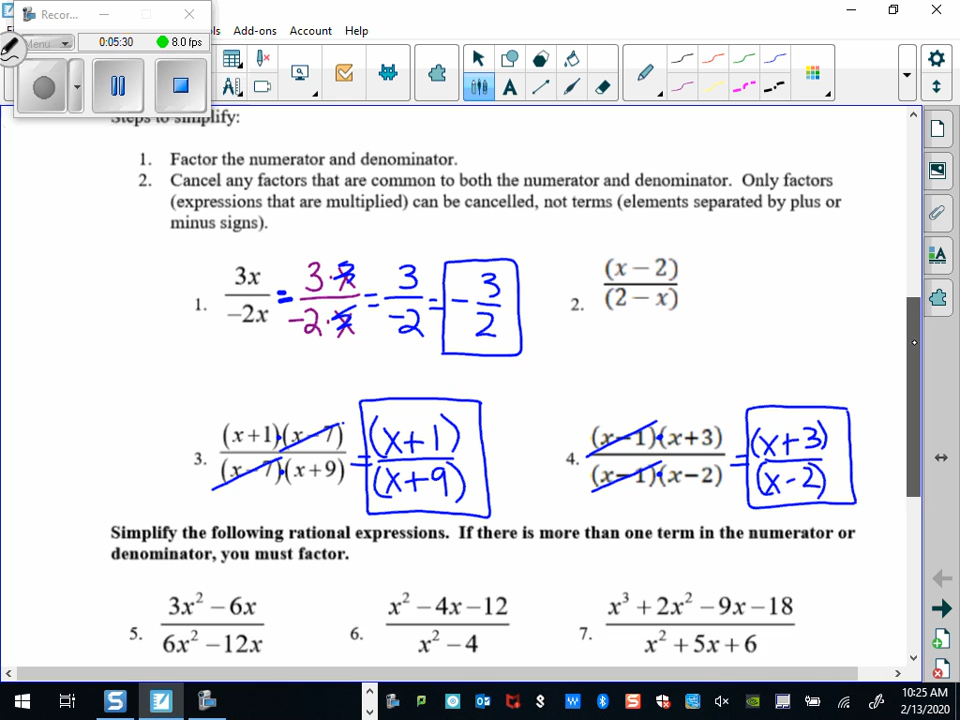 Recor...
Menu
0:05:30
8.0 fps
Add-ons Account Help
Steps to simplify:
1. Factor the numerator and denominator.
2. Cancel any factors that are common to both the numerator and denominator. Only factors
(expressions that are multiplied) can be cancelled, not terms (elements separated by plus or
minus signs).
1. 3x / -2x = 3·x / -2·x = 3 / -2 = - 3 / 2
2. (x − 2) / (2 − x)
3. (x+1)·(x−7) / (x−7)·(x+9) = (x+1) / (x+9)
4. (x−1)·(x+3) / (x−1)·(x−2) = (x+3) / (x-2)
Simplify the following rational expressions. If there is more than one term in the numerator or
denominator, you must factor.
5. 3x² − 6x / 6x² − 12x
6. x² − 4x − 12 / x² − 4
7. x³ + 2x² − 9x − 18 / x² + 5x + 6
10:25 AM
2/13/2020